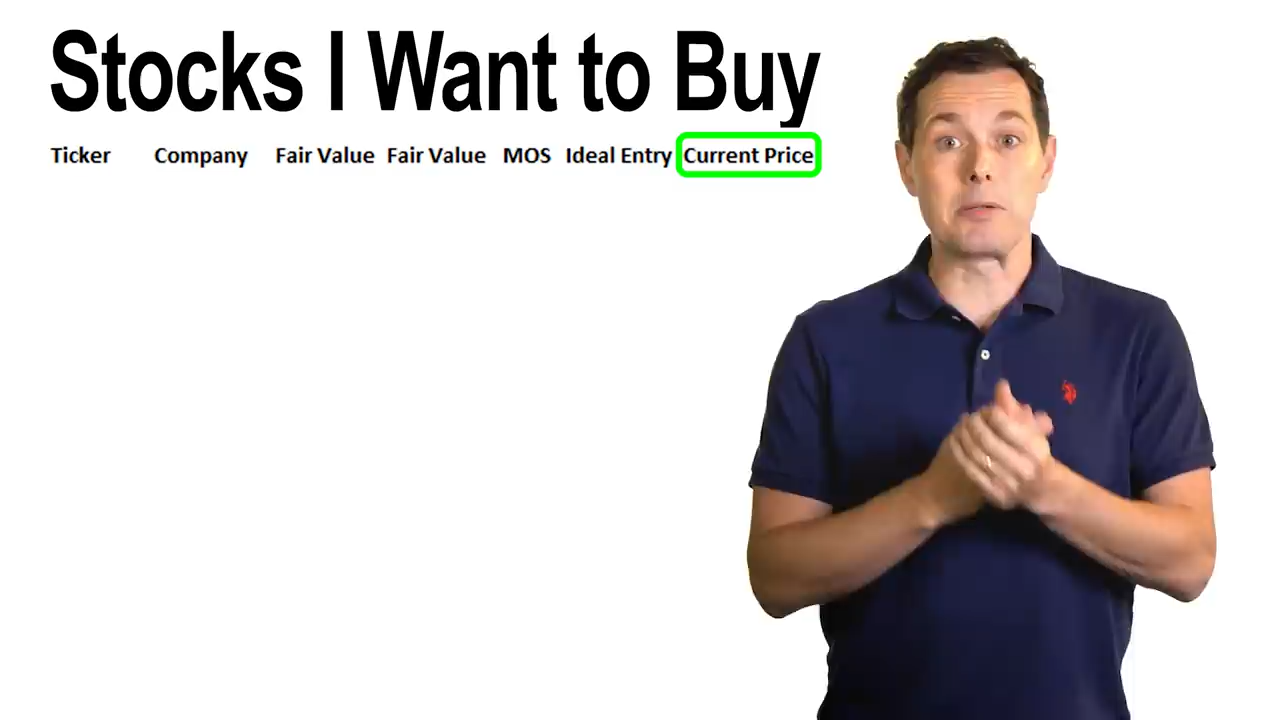 Stocks I Want to Buy
Ticker Company Fair Value Fair Value MOS Ideal Entry Current Price